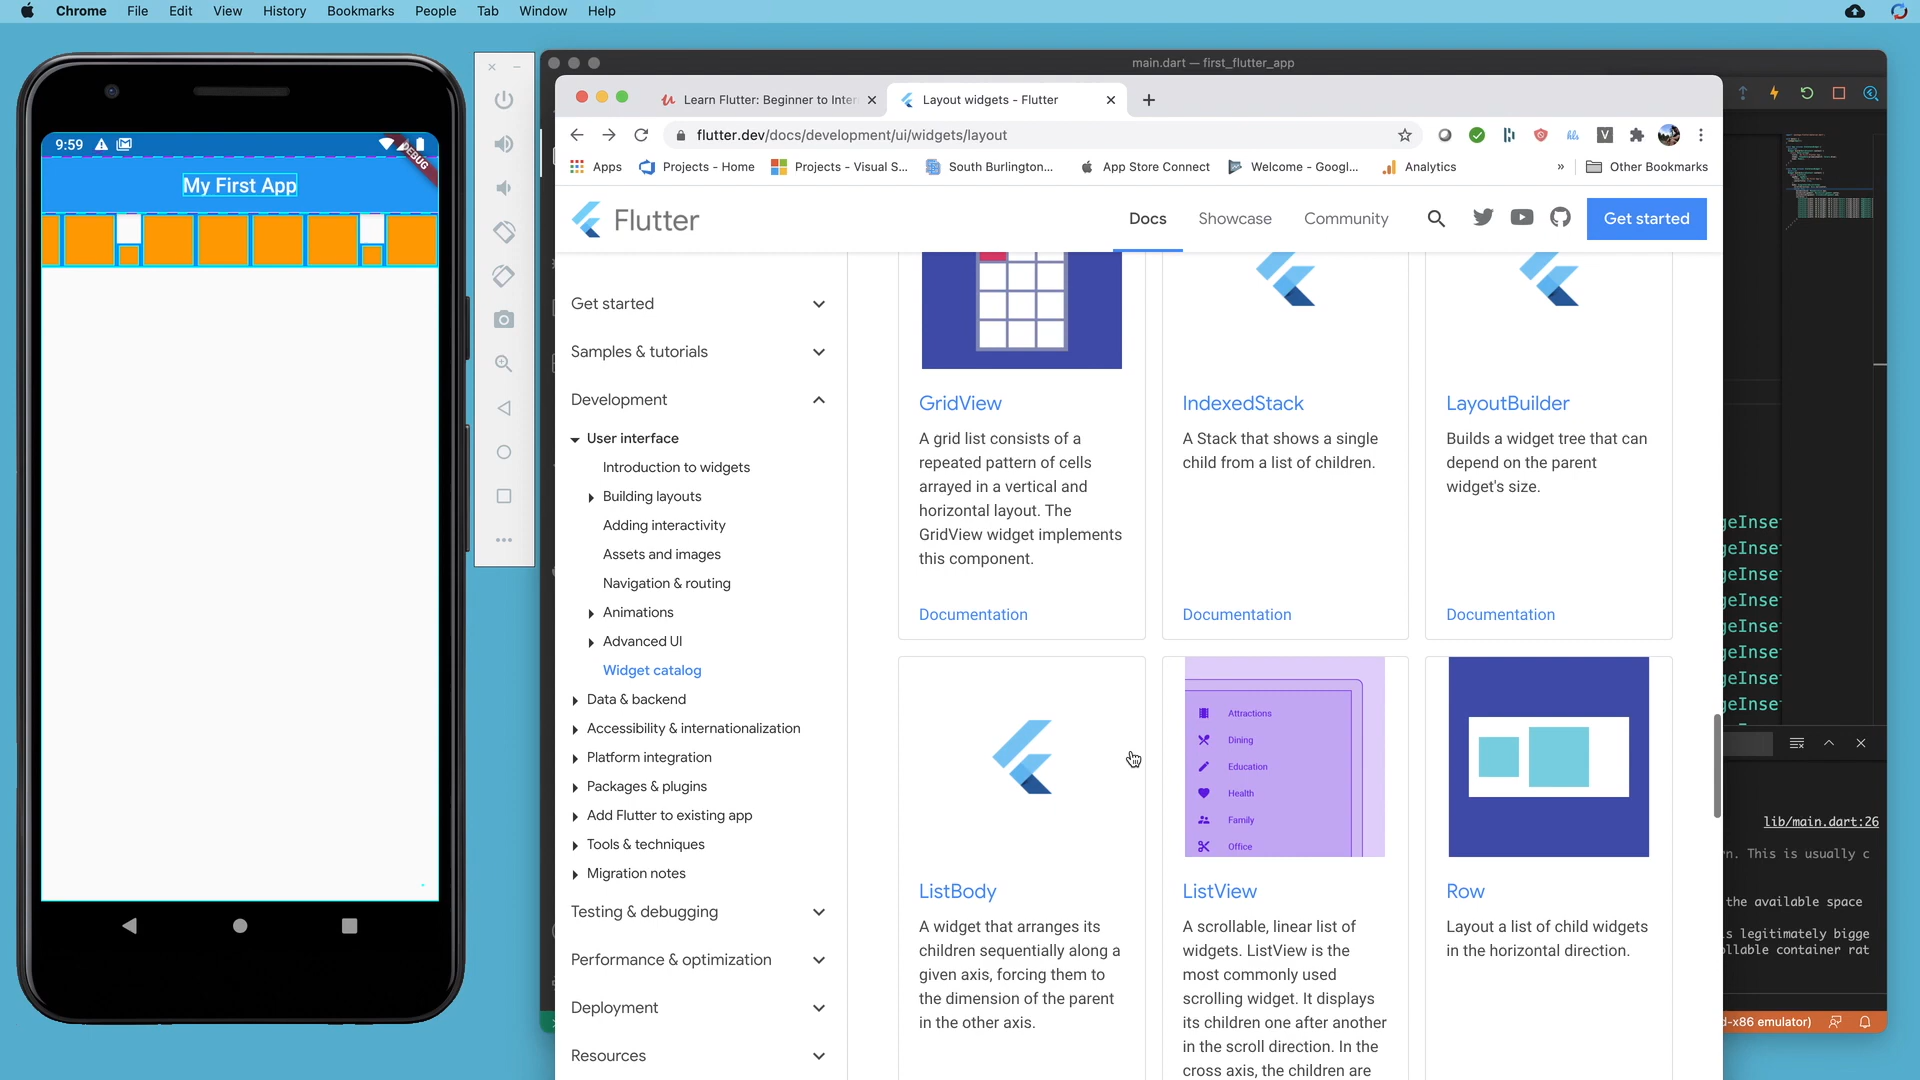 Chrome File Edit View History Bookmarks People Tab Window Help
main.dart — first_flutter_app
Learn Flutter: Beginner to Inter
Layout widgets - Flutter
flutter.dev/docs/development/ui/widgets/layout
Apps
Projects - Home
Projects - Visual S...
South Burlington...
App Store Connect
Welcome - Googl...
Analytics
»
Other Bookmarks
9:59
DEBUG
My First App
Flutter
Docs
Showcase
Community
Get started
Get started
Samples & tutorials
Development
User interface
Introduction to widgets
Building layouts
Adding interactivity
Assets and images
Navigation & routing
Animations
Advanced UI
Widget catalog
Data & backend
Accessibility & internationalization
Platform integration
Packages & plugins
Add Flutter to existing app
Tools & techniques
Migration notes
Testing & debugging
Performance & optimization
Deployment
Resources
GridView
A grid list consists of a
repeated pattern of cells
arrayed in a vertical and
horizontal layout. The
GridView widget implements
this component.
Documentation
IndexedStack
A Stack that shows a single
child from a list of children.
Documentation
LayoutBuilder
Builds a widget tree that can
depend on the parent
widget's size.
Documentation
ListBody
A widget that arranges its
children sequentially along a
given axis, forcing them to
the dimension of the parent
in the other axis.
Attractions
Dining
Education
Health
Family
Office
ListView
A scrollable, linear list of
widgets. ListView is the
most commonly used
scrolling widget. It displays
its children one after another
in the scroll direction. In the
cross axis, the children are
Row
Layout a list of child widgets
in the horizontal direction.
lib/main.dart:26
This is usually c
the available space
legitimately bigge
container rat
emulator)